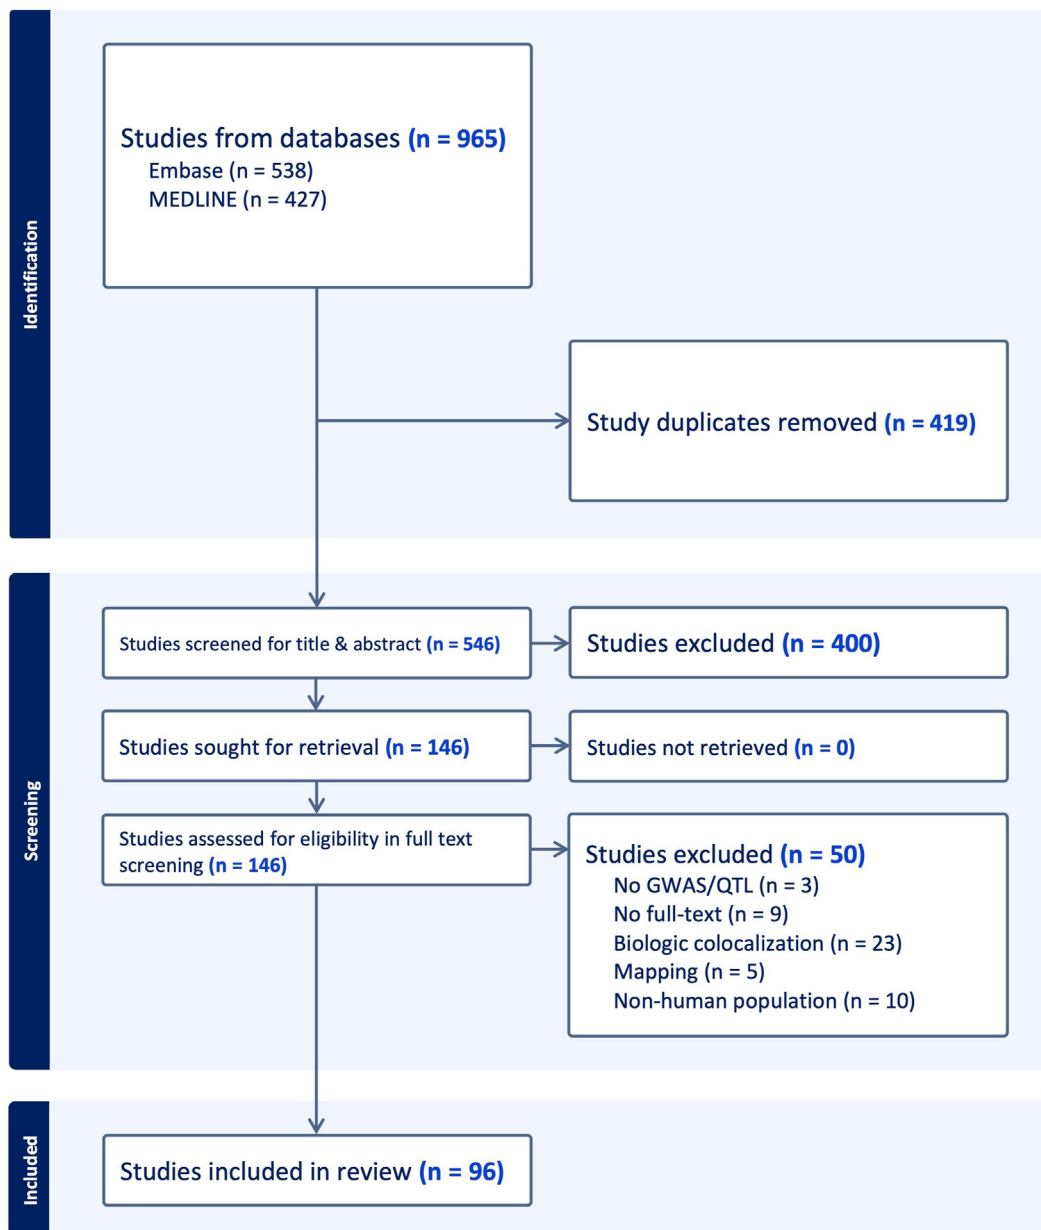 Identification
Studies from databases (n = 965)
Embase (n = 538)
MEDLINE (n = 427)
Study duplicates removed (n = 419)
Screening
Studies screened for title & abstract (n = 546)
Studies excluded (n = 400)
Studies sought for retrieval (n = 146)
Studies not retrieved (n = 0)
Studies assessed for eligibility in full text
screening (n = 146)
Studies excluded (n = 50)
No GWAS/QTL (n = 3)
No full-text (n = 9)
Biologic colocalization (n = 23)
Mapping (n = 5)
Non-human population (n = 10)
Included
Studies included in review (n = 96)